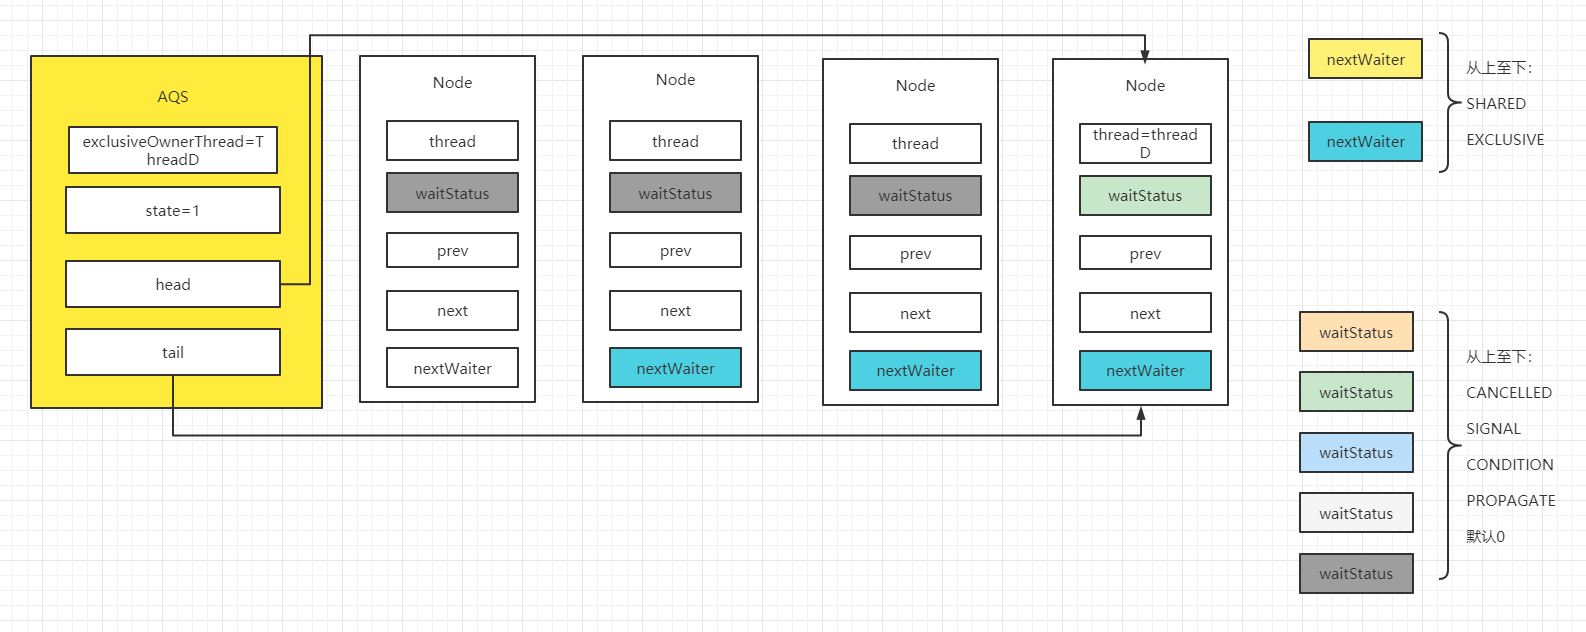 AQS
exclusiveOwnerThread=T
hreadD
state=1
head
tail
Node
thread
waitStatus
prev
next
nextWaiter
Node
thread
waitStatus
prev
next
nextWaiter
Node
thread
waitStatus
prev
next
nextWaiter
Node
thread=thread
D
waitStatus
prev
next
nextWaiter
nextWaiter
nextWaiter
从上至下：
SHARED
EXCLUSIVE
waitStatus
waitStatus
waitStatus
waitStatus
waitStatus
从上至下：
CANCELLED
SIGNAL
CONDITION
PROPAGATE
默认0